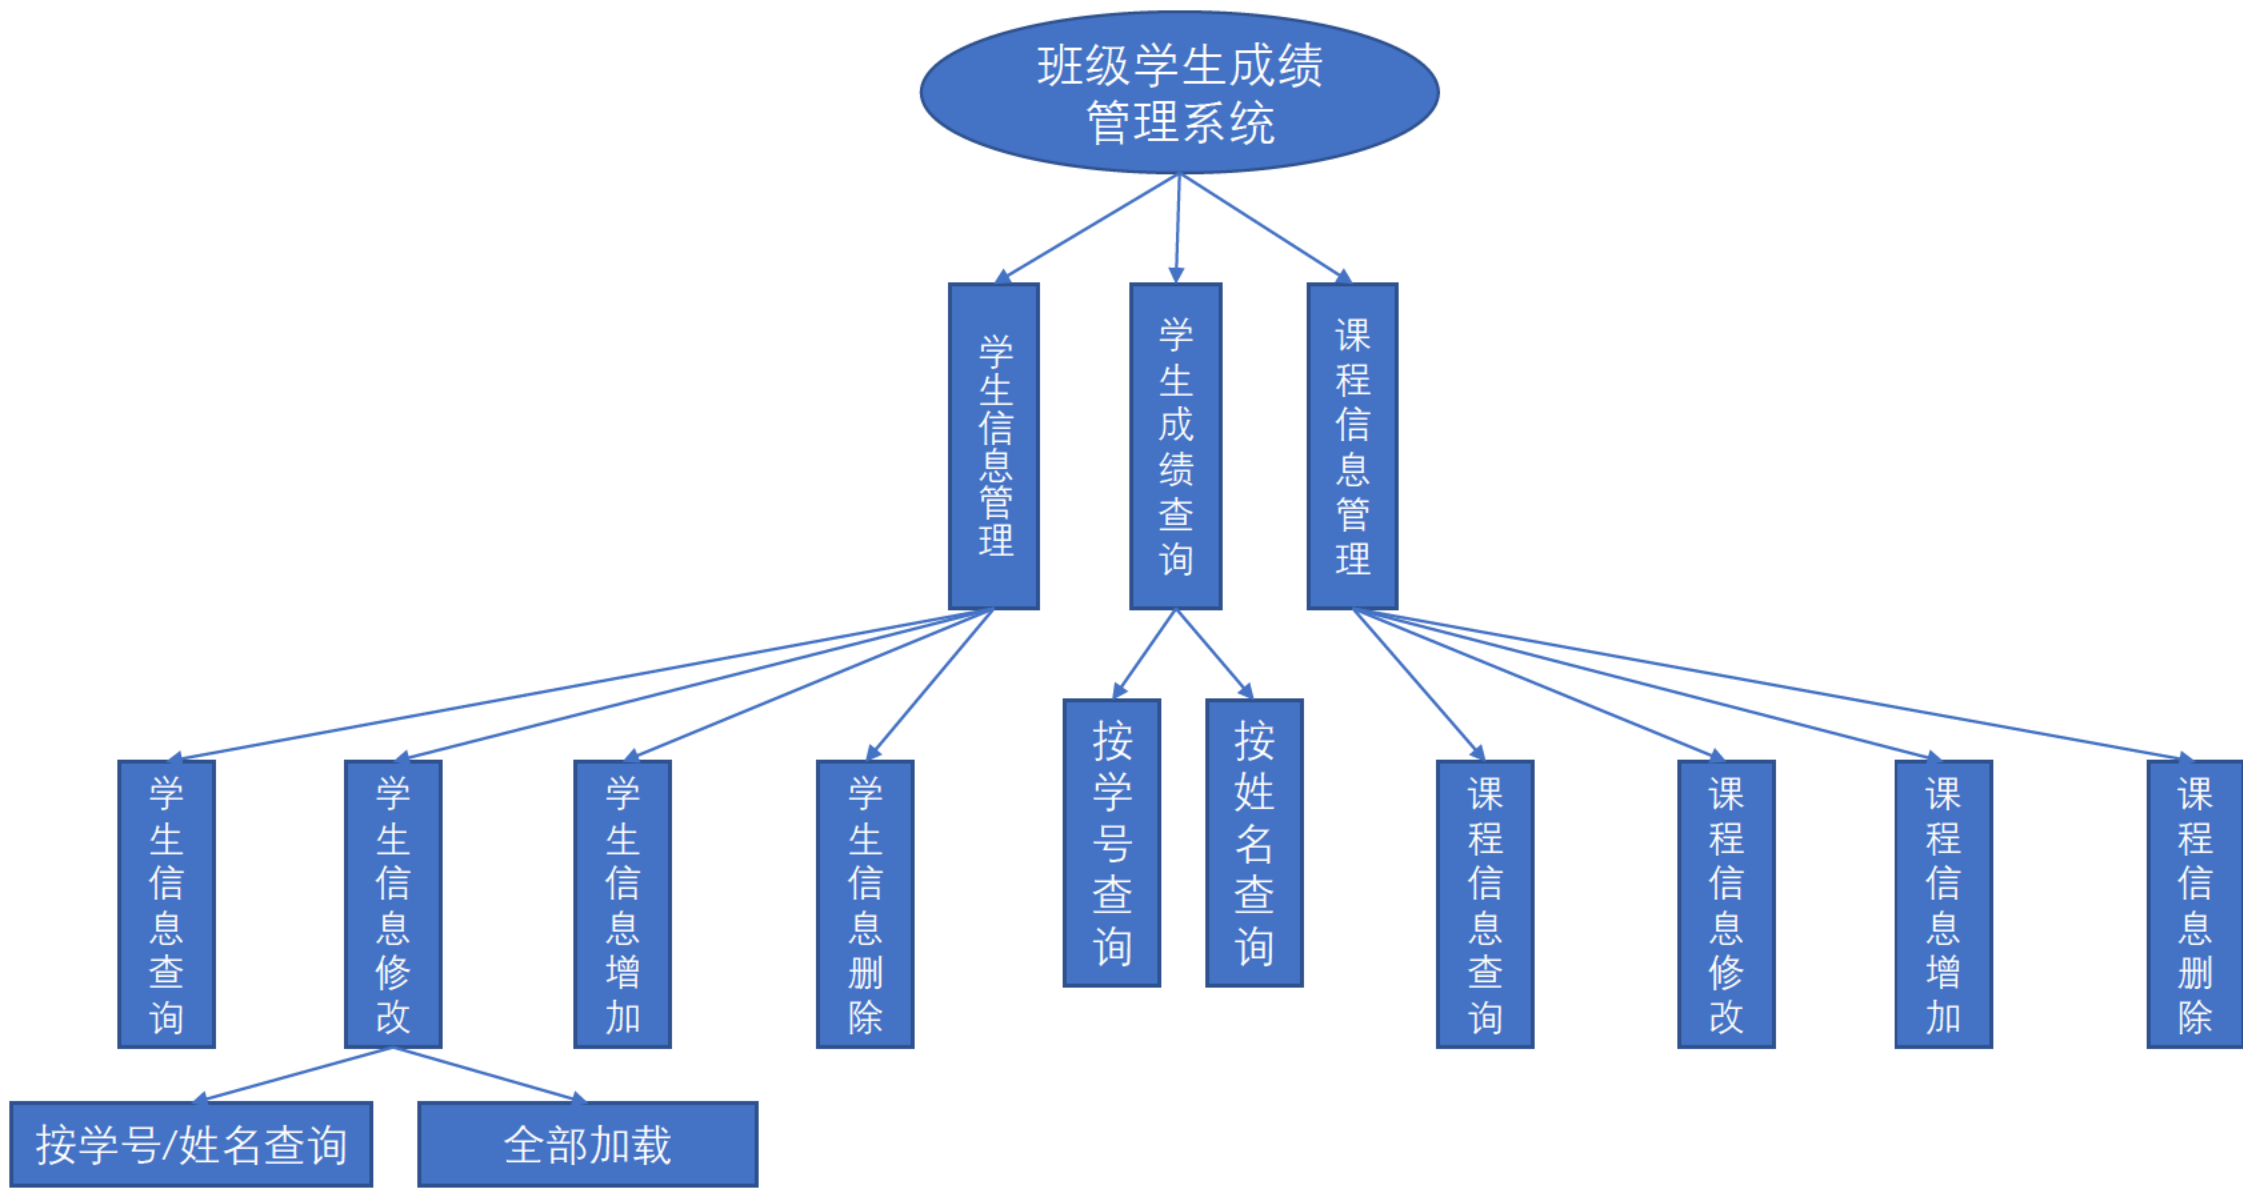 班级学生成绩
管理系统
学生信息管理
学生成绩查询
课程信息管理
学生信息查询
学生信息修改
学生信息增加
学生信息删除
按学号查询
按姓名查询
课程信息查询
课程信息修改
课程信息增加
课程信息删除
按学号/姓名查询
全部加载